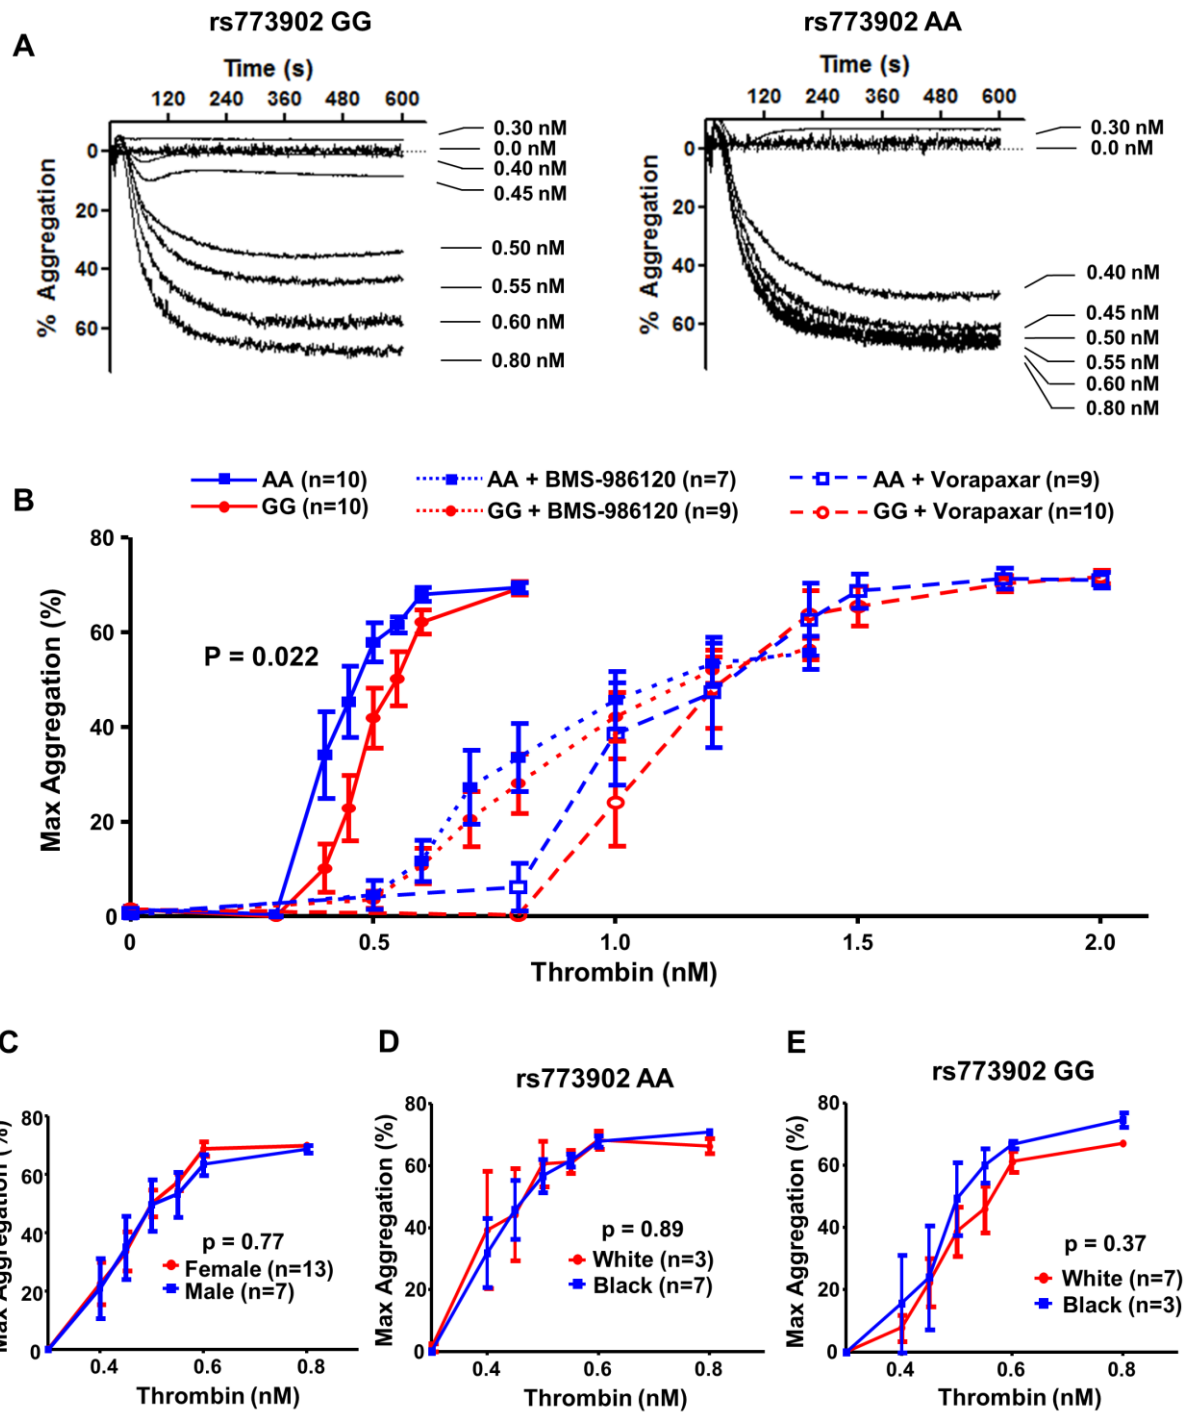 rs773902 GG
rs773902 AA
A
Time (s)
120 240 360 480 600
0
20
40
60
% Aggregation
0.30 nM
0.0 nM
0.40 nM
0.45 nM
0.50 nM
0.55 nM
0.60 nM
0.80 nM
Time (s)
120 240 360 480 600
0
20
40
60
% Aggregation
0.30 nM
0.0 nM
0.40 nM
0.45 nM
0.50 nM
0.55 nM
0.60 nM
0.80 nM
B
AA (n=10)
GG (n=10)
AA + BMS-986120 (n=7)
GG + BMS-986120 (n=9)
AA + Vorapaxar (n=9)
GG + Vorapaxar (n=10)
80
60
40
20
0
Max Aggregation (%)
P = 0.022
0 0.5 1.0 1.5 2.0
Thrombin (nM)
C
80
60
40
20
0
Max Aggregation (%)
p = 0.77
Female (n=13)
Male (n=7)
0.4 0.6 0.8
Thrombin (nM)
D
rs773902 AA
80
60
40
20
0
Max Aggregation (%)
p = 0.89
White (n=3)
Black (n=7)
0.4 0.6 0.8
Thrombin (nM)
E
rs773902 GG
80
60
40
20
0
Max Aggregation (%)
p = 0.37
White (n=7)
Black (n=3)
0.4 0.6 0.8
Thrombin (nM)